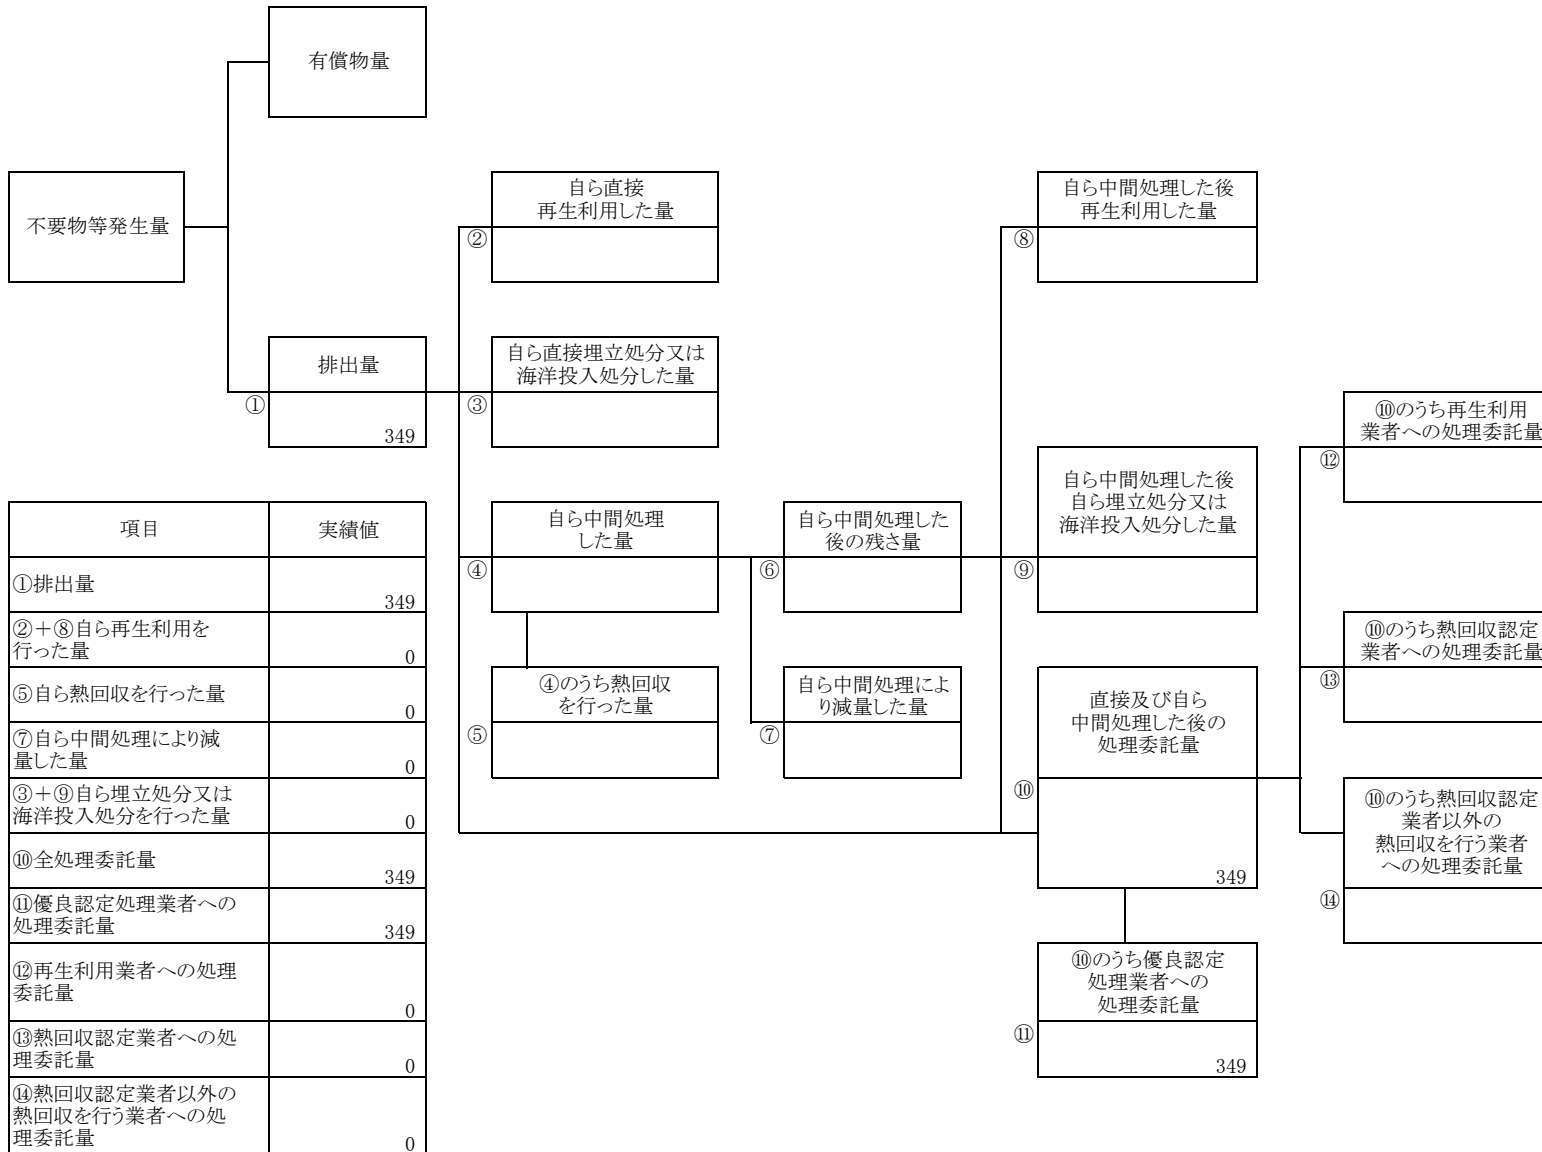 有償物量
不要物等発生量
自ら直接
再生利用した量
②
自ら中間処理した後
再生利用した量
⑧
排出量
①
349
自ら直接埋立処分又は
海洋投入処分した量
③
⑩のうち再生利用
業者への処理委託量
⑫
自ら中間処理した後
自ら埋立処分又は
海洋投入処分した量
⑨
自ら中間処理
した量
④
自ら中間処理した
後の残さ量
⑥
⑩のうち熱回収認定
業者への処理委託量
⑬
④のうち熱回収
を行った量
⑤
自ら中間処理によ
り減量した量
⑦
直接及び自ら
中間処理した後の
処理委託量
⑩
349
⑩のうち熱回収認定
業者以外の
熱回収を行う業者
への処理委託量
⑭
⑩のうち優良認定
処理業者への
処理委託量
⑪
349
項目
実績値
①排出量
349
②＋⑧自ら再生利用を
行った量
0
⑤自ら熱回収を行った量
0
⑦自ら中間処理により減
量した量
0
③＋⑨自ら埋立処分又は
海洋投入処分を行った量
0
⑩全処理委託量
349
⑪優良認定処理業者への
処理委託量
349
⑫再生利用業者への処理
委託量
0
⑬熱回収認定業者への処
理委託量
0
⑭熱回収認定業者以外の
熱回収を行う業者への処
理委託量
0